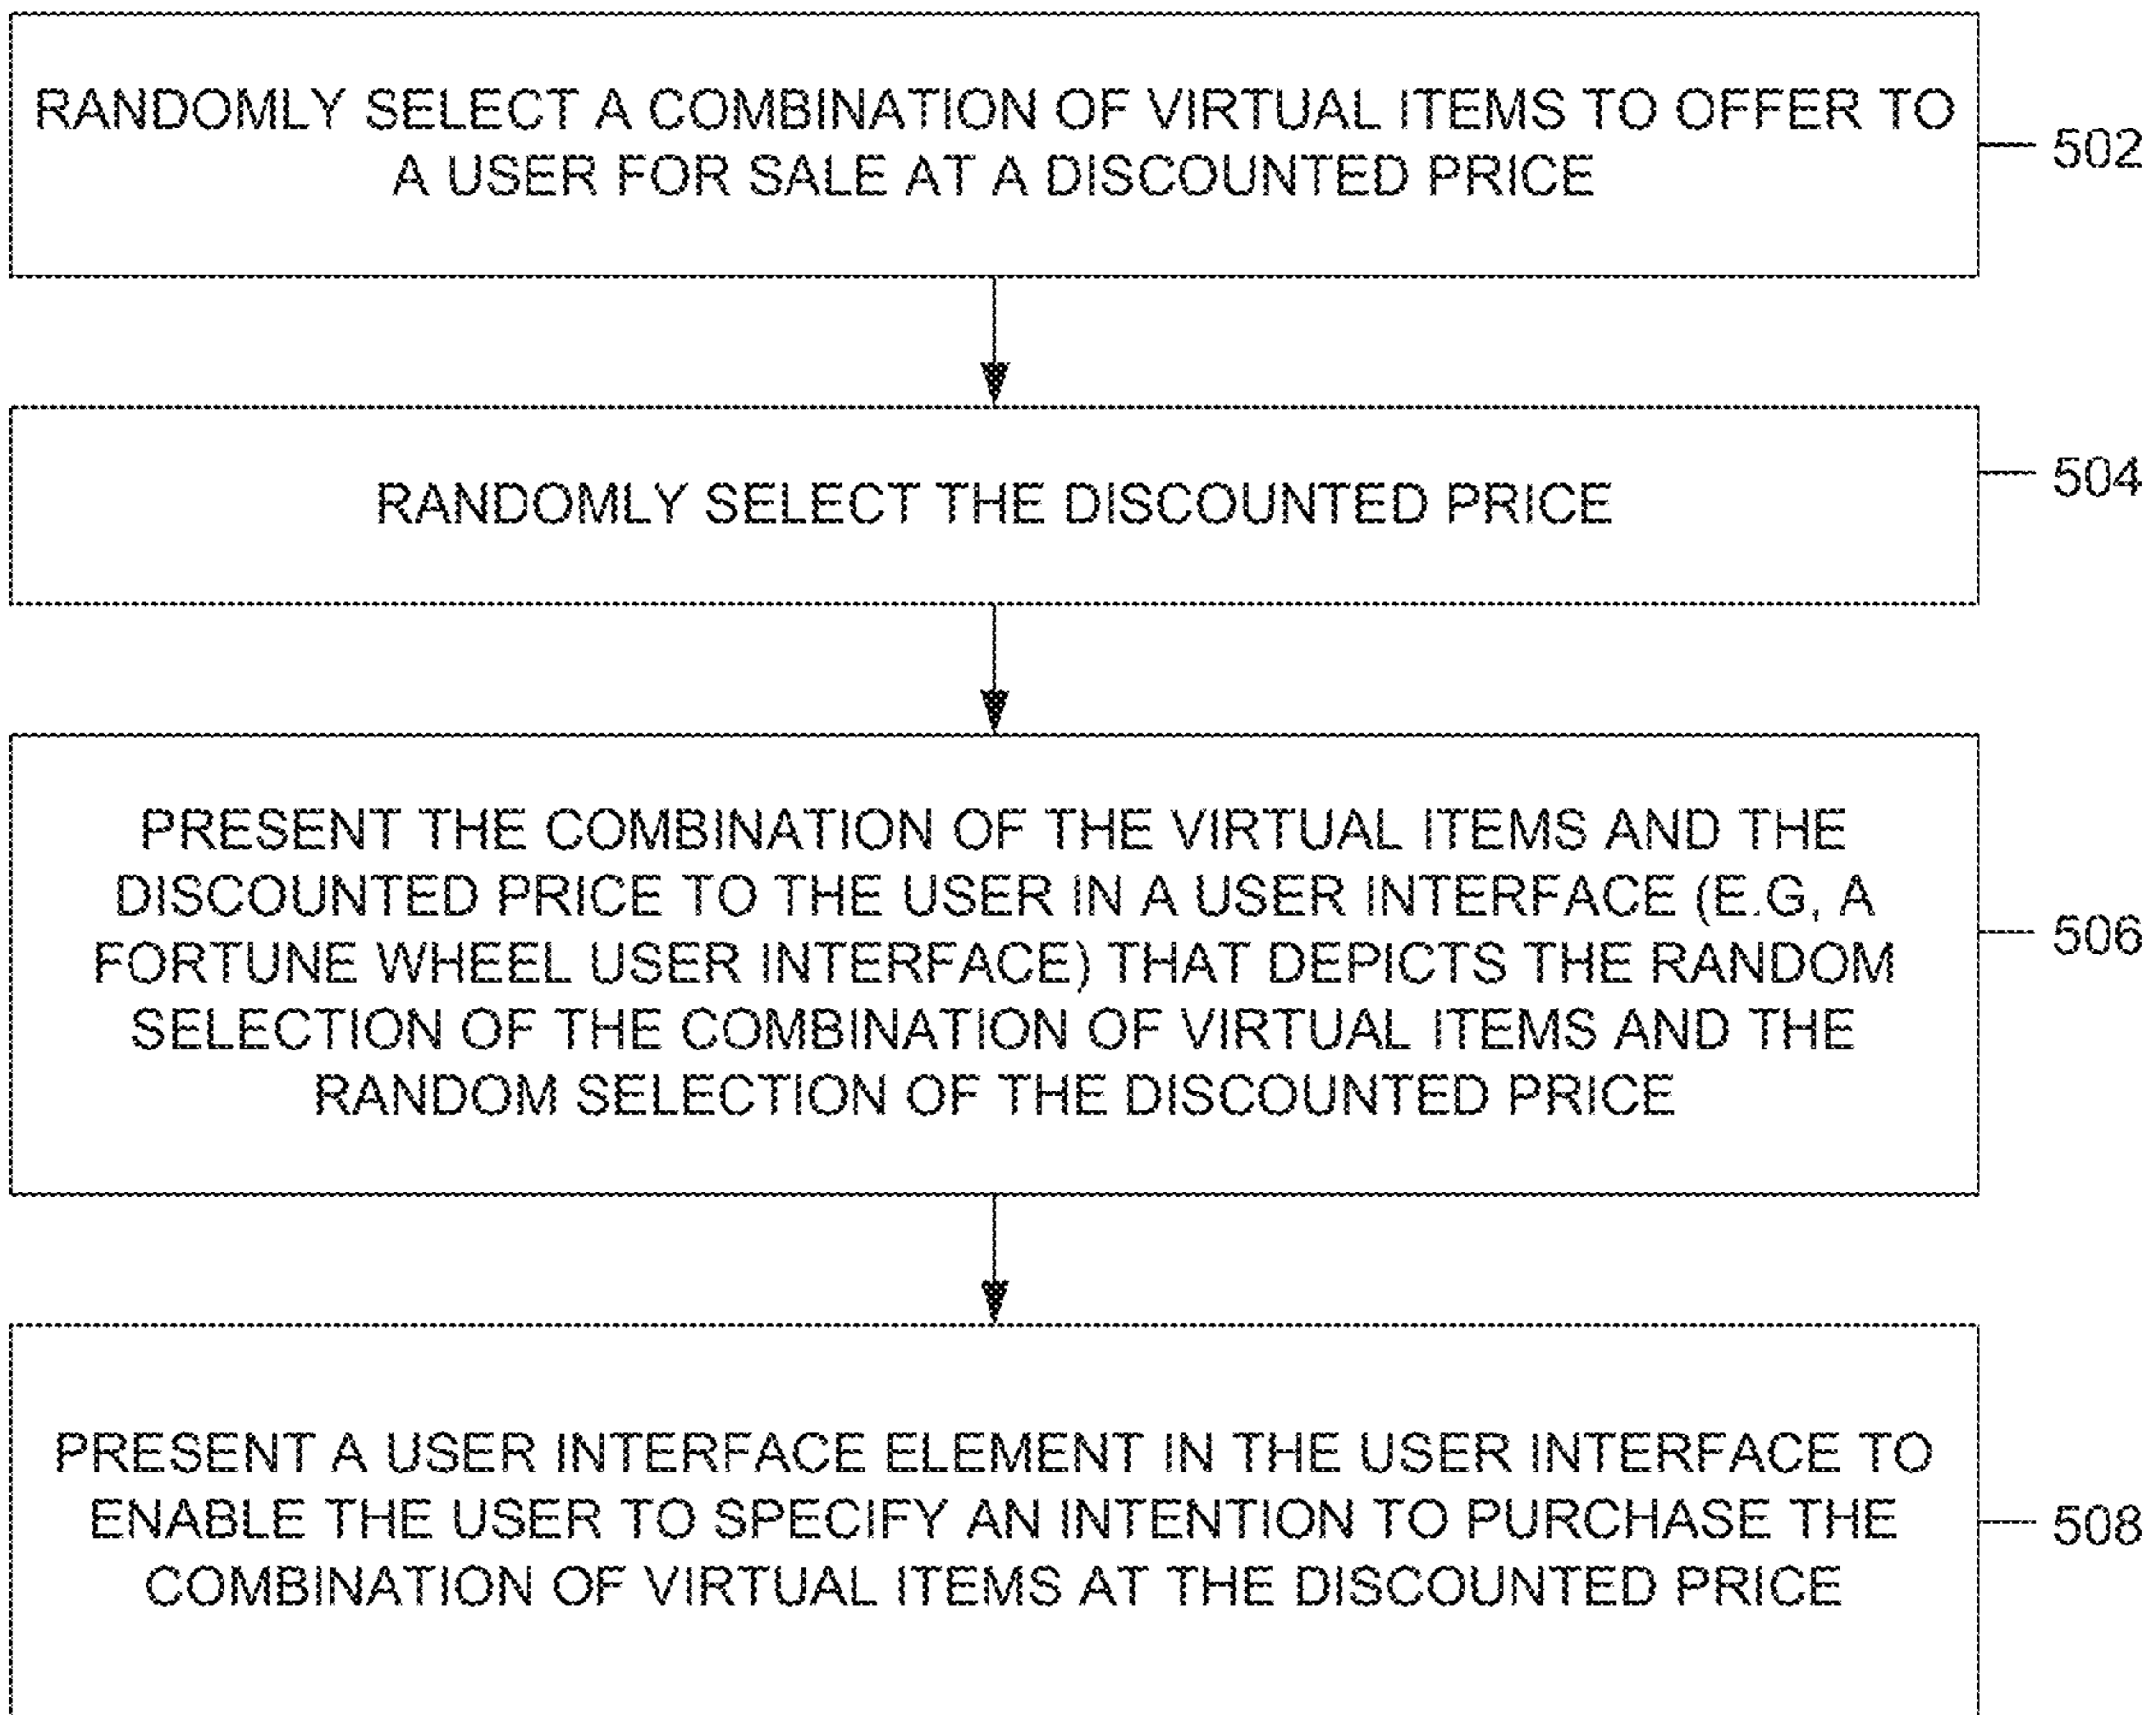 RANDOMLY SELECT A COMBINATION OF VIRTUAL ITEMS TO OFFER TO
A USER FOR SALE AT A DISCOUNTED PRICE
502
RANDOMLY SELECT THE DISCOUNTED PRICE
504
PRESENT THE COMBINATION OF THE VIRTUAL ITEMS AND THE
DISCOUNTED PRICE TO THE USER IN A USER INTERFACE (E.G, A
FORTUNE WHEEL USER INTERFACE) THAT DEPICTS THE RANDOM
SELECTION OF THE COMBINATION OF VIRTUAL ITEMS AND THE
RANDOM SELECTION OF THE DISCOUNTED PRICE
506
PRESENT A USER INTERFACE ELEMENT IN THE USER INTERFACE TO
ENABLE THE USER TO SPECIFY AN INTENTION TO PURCHASE THE
COMBINATION OF VIRTUAL ITEMS AT THE DISCOUNTED PRICE
508